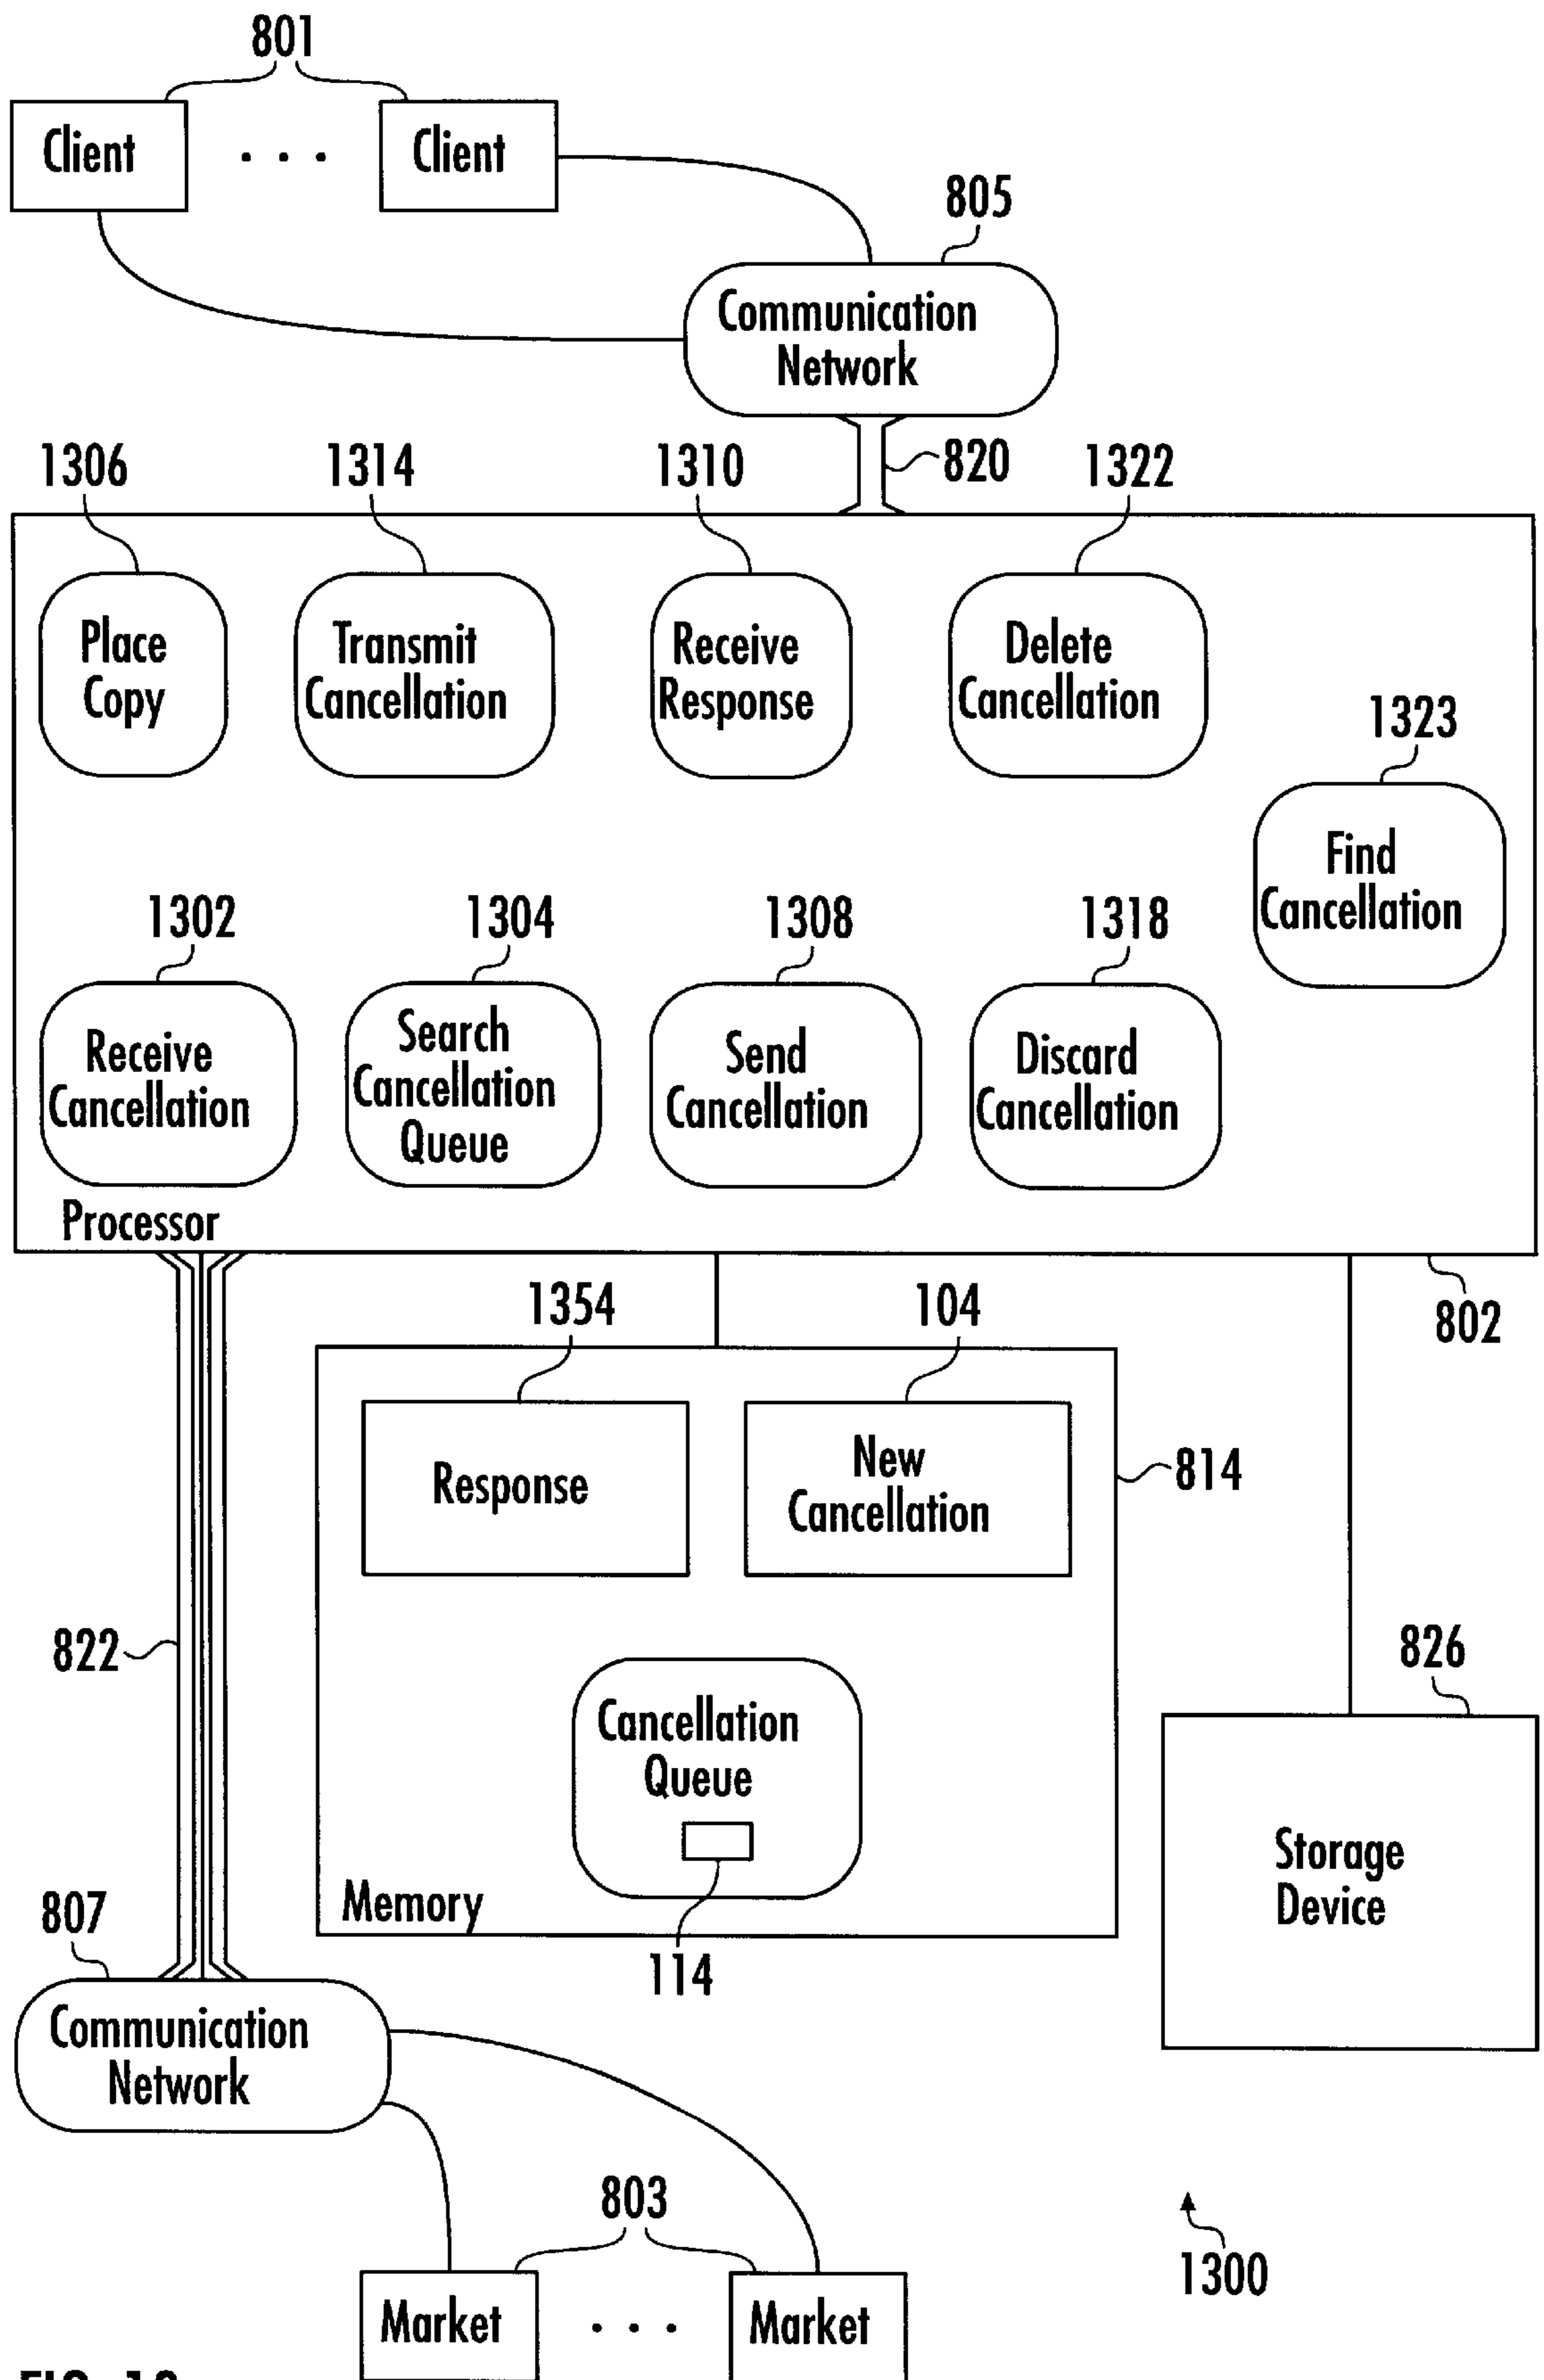 801
Client
. . .
Client
805
Communication
Network
820
1306
1314
1310
1322
Place
Copy
Transmit
Cancellation
Receive
Response
Delete
Cancellation
1323
Find
Cancellation
1302
1304
1308
1318
Receive
Cancellation
Search
Cancellation
Queue
Send
Cancellation
Discard
Cancellation
Processor
802
1354
104
Response
New
Cancellation
814
822
Cancellation
Queue
826
Storage
Device
Memory
114
807
Communication
Network
803
1300
Market
. . .
Market